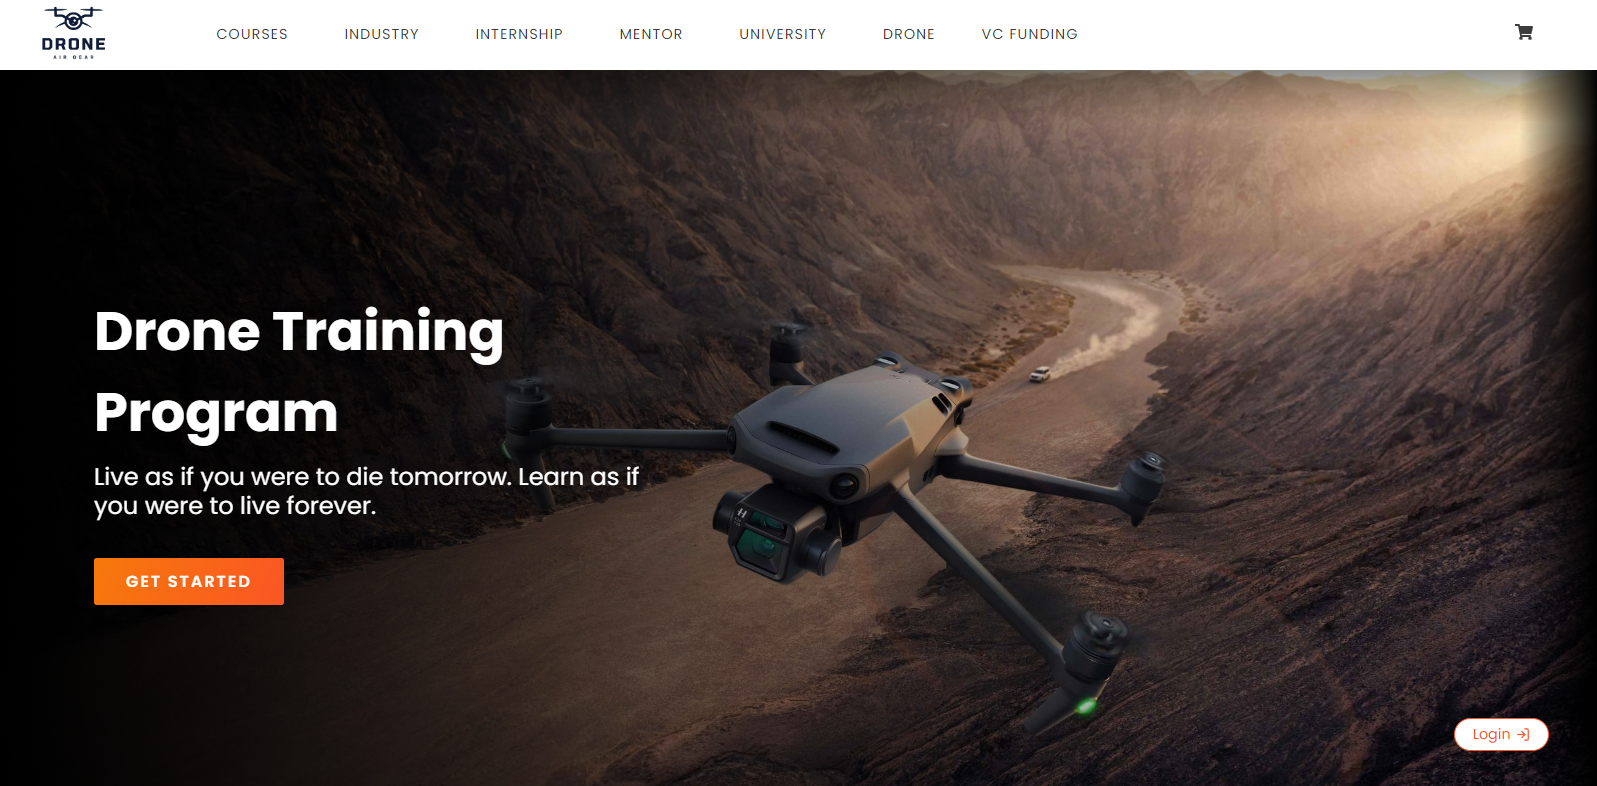 DRONE
AIR GEAR
COURSES INDUSTRY INTERNSHIP MENTOR UNIVERSITY DRONE VC FUNDING
Drone Training
Program
Live as if you were to die tomorrow. Learn as if
you were to live forever.
GET STARTED
Login